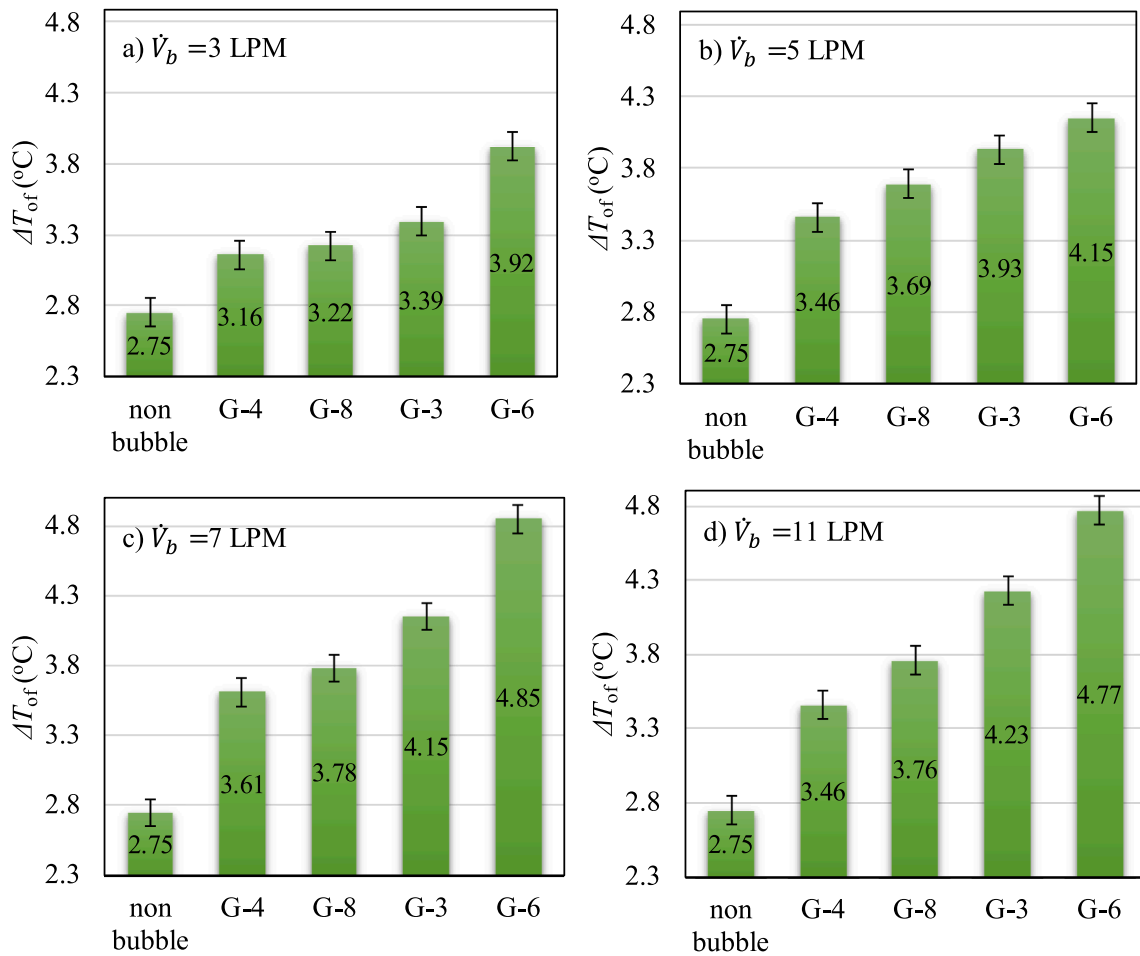 a) V̇b =3 LPM
ΔTof (oC)
4.8
4.3
3.8
3.3
2.8
2.3
2.75
3.16
3.22
3.39
3.92
non bubble
G-4
G-8
G-3
G-6
b) V̇b =5 LPM
ΔTof (oC)
4.8
4.3
3.8
3.3
2.8
2.3
2.75
3.46
3.69
3.93
4.15
non bubble
G-4
G-8
G-3
G-6
c) V̇b =7 LPM
ΔTof (oC)
4.8
4.3
3.8
3.3
2.8
2.3
2.75
3.61
3.78
4.15
4.85
non bubble
G-4
G-8
G-3
G-6
d) V̇b =11 LPM
ΔTof (oC)
4.8
4.3
3.8
3.3
2.8
2.3
2.75
3.46
3.76
4.23
4.77
non bubble
G-4
G-8
G-3
G-6